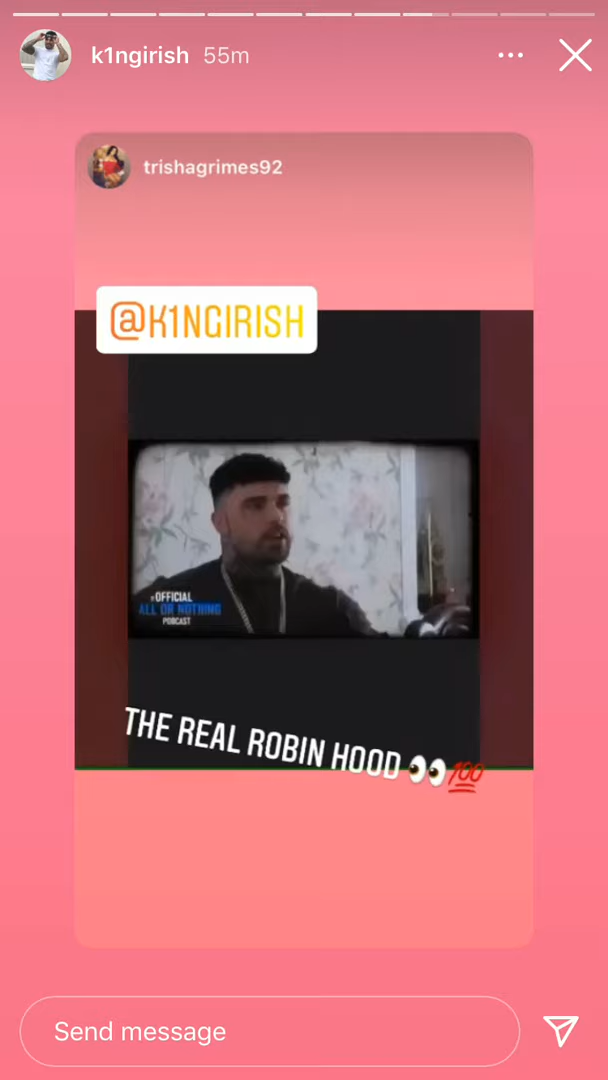 k1ngirish 55m
trishagrimes92
@K1NGIRISH
OFFICIAL
ALL OR NOTHING
PODCAST
THE REAL ROBIN HOOD 👀💯
Send message